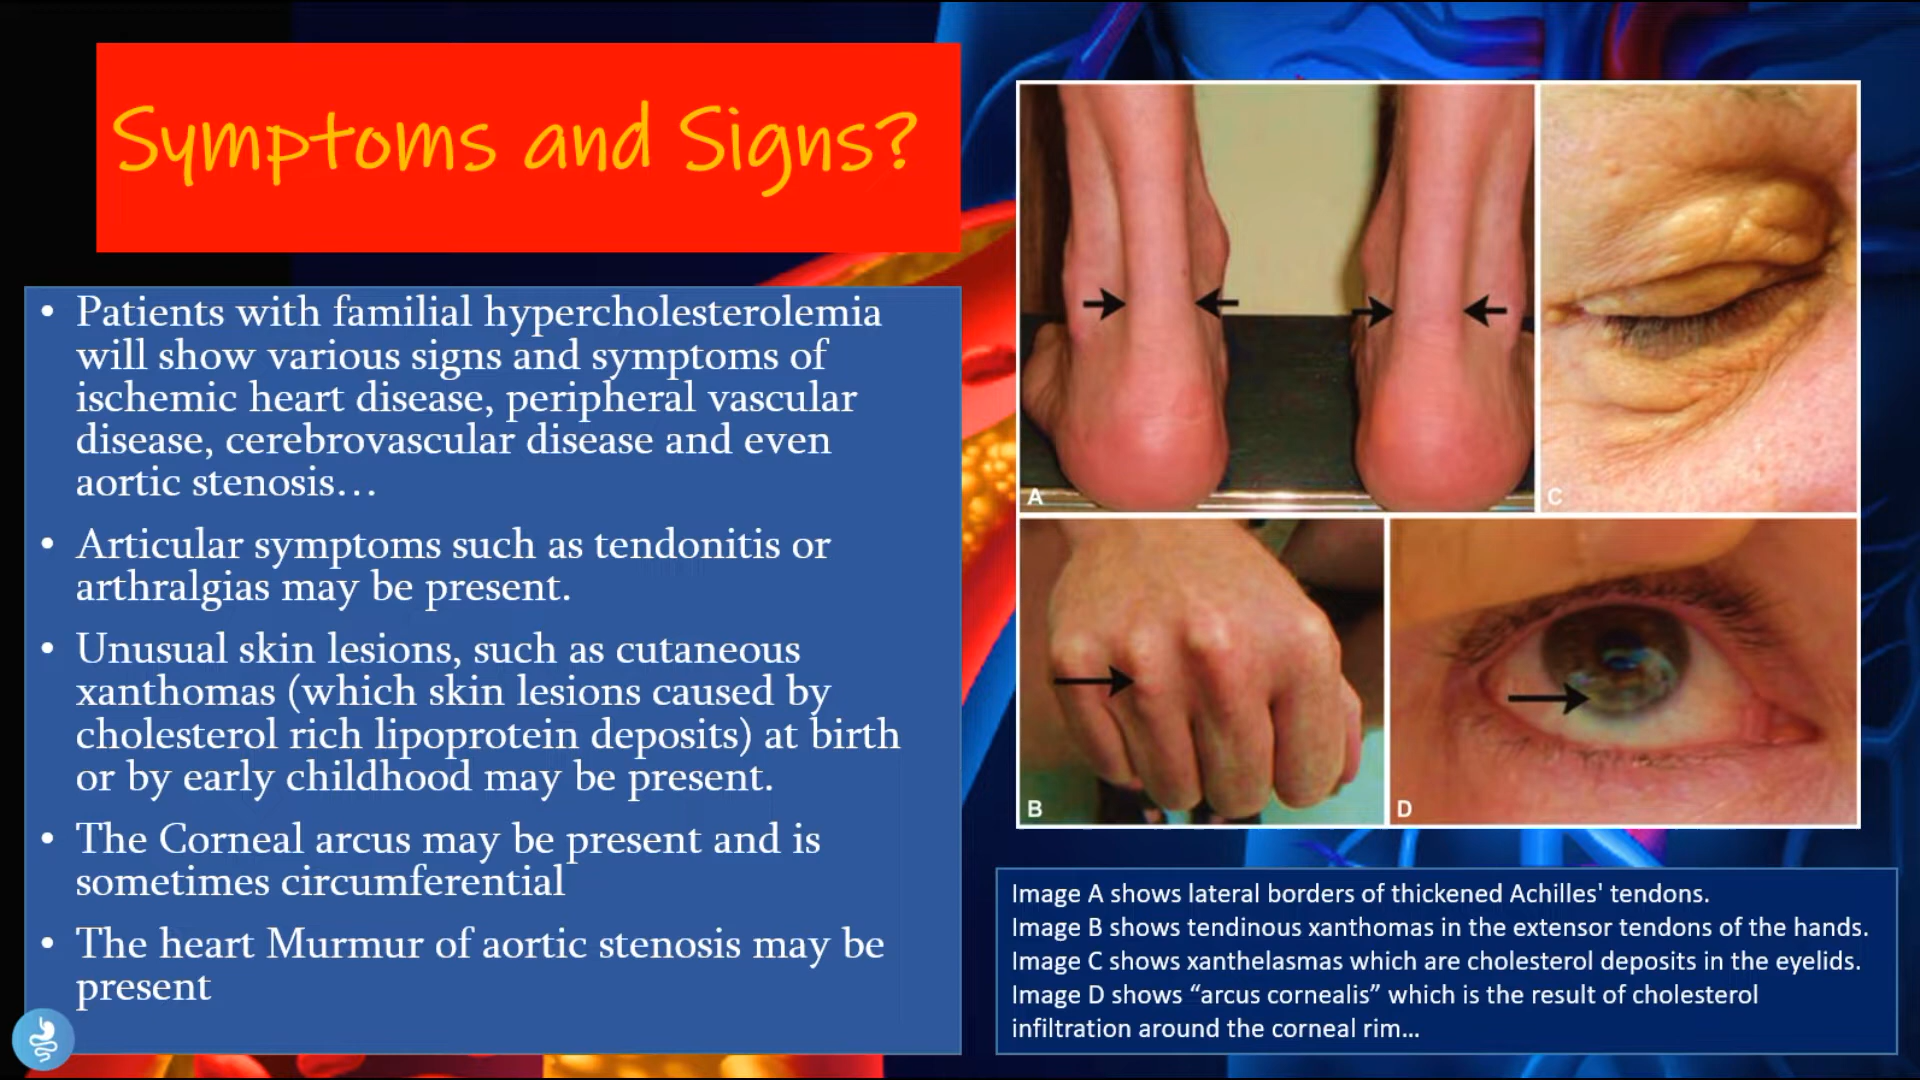 Symptoms and Signs?
• Patients with familial hypercholesterolemia
will show various signs and symptoms of
ischemic heart disease, peripheral vascular
disease, cerebrovascular disease and even
aortic stenosis…
• Articular symptoms such as tendonitis or
arthralgias may be present.
• Unusual skin lesions, such as cutaneous
xanthomas (which skin lesions caused by
cholesterol rich lipoprotein deposits) at birth
or by early childhood may be present.
• The Corneal arcus may be present and is
sometimes circumferential
• The heart Murmur of aortic stenosis may be
present
A
C
B
D
Image A shows lateral borders of thickened Achilles' tendons.
Image B shows tendinous xanthomas in the extensor tendons of the hands.
Image C shows xanthelasmas which are cholesterol deposits in the eyelids.
Image D shows “arcus cornealis” which is the result of cholesterol
infiltration around the corneal rim…